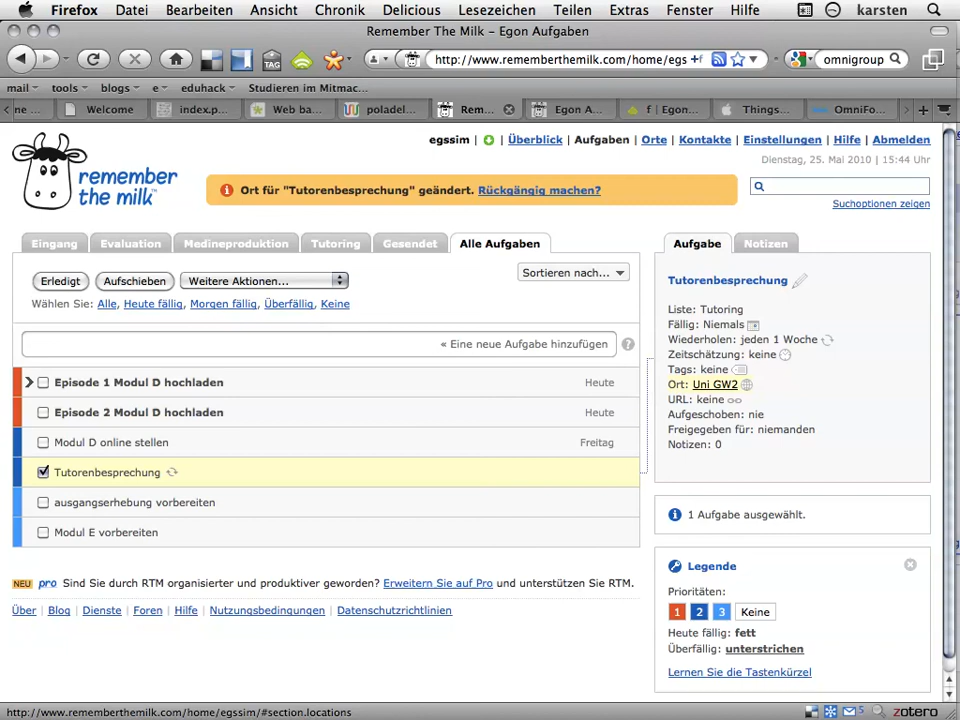 Firefox Datei Bearbeiten Ansicht Chronik Delicious Lesezeichen Teilen Extras Fenster Hilfe karsten
Remember The Milk – Egon Aufgaben
http://www.rememberthemilk.com/home/egs
omnigroup
TAG
mail tools blogs e eduhack Studieren im Mitmac...
ne ... Welcome index.p... Web ba... poladel... Rem... Egon A... f | Egon... Things... OmniFo...
egssim | Überblick | Aufgaben | Orte | Kontakte | Einstellungen | Hilfe | Abmelden
Dienstag, 25. Mai 2010 | 15:44 Uhr
remember
the milk™
Ort für "Tutorenbesprechung" geändert. Rückgängig machen?
Suchoptionen zeigen
Eingang Evaluation Medineproduktion Tutoring Gesendet Alle Aufgaben
Erledigt Aufschieben Weitere Aktionen... Sortieren nach...
Wählen Sie: Alle, Heute fällig, Morgen fällig, Überfällig, Keine
« Eine neue Aufgabe hinzufügen ?
Episode 1 Modul D hochladen Heute
Episode 2 Modul D hochladen Heute
Modul D online stellen Freitag
Tutorenbesprechung
ausgangserhebung vorbereiten
Modul E vorbereiten
NEU pro Sind Sie durch RTM organisierter und produktiver geworden? Erweitern Sie auf Pro und unterstützen Sie RTM.
Über | Blog | Dienste | Foren | Hilfe | Nutzungsbedingungen | Datenschutzrichtlinien
Aufgabe Notizen
Tutorenbesprechung
Liste: Tutoring
Fällig: Niemals
Wiederholen: jeden 1 Woche
Zeitschätzung: keine
Tags: keine
Ort: Uni GW2
URL: keine
Aufgeschoben: nie
Freigegeben für: niemanden
Notizen: 0
1 Aufgabe ausgewählt.
Legende
Prioritäten:
1 2 3 Keine
Heute fällig: fett
Überfällig: unterstrichen
Lernen Sie die Tastenkürzel
http://www.rememberthemilk.com/home/egssim/#section.locations
5 zotero